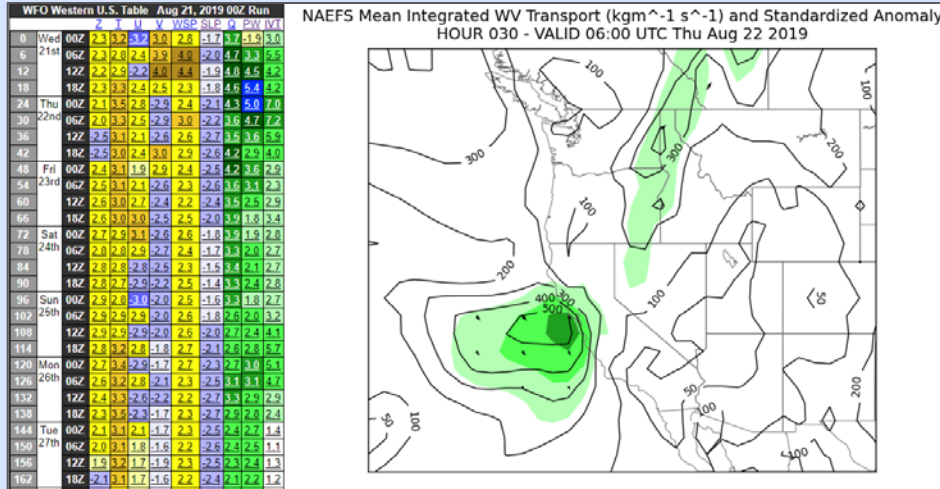 WFO Western U.S. Table Aug 21, 2019 00Z Run
Z T U V WSP SLP Q PW IVT
0 Wed 00Z 2.3 3.2 -3.2 3.0 2.8 -1.7 3.7 -1.9 3.0
6 21st 06Z 2.3 2.8 2.4 3.9 4.0 -2.0 4.7 3.3 5.5
12 12Z 2.2 2.9 -2.2 4.0 4.4 -1.9 4.8 4.5 4.2
18 18Z 2.3 3.3 2.4 2.5 2.4 -1.8 4.6 5.4 4.2
24 Thu 00Z 2.1 3.5 2.8 -2.9 2.4 -2.1 4.3 5.0 7.0
30 22nd 06Z 2.0 3.3 2.5 -2.9 3.0 -2.2 3.6 4.7 7.2
36 12Z -2.5 3.1 2.1 -2.6 2.6 -2.7 3.5 3.6 5.9
42 18Z -2.5 3.0 2.4 3.0 2.9 -2.6 4.2 2.9 4.0
48 Fri 00Z 2.4 3.1 1.9 2.9 2.4 -2.5 4.2 3.6 2.9
54 23rd 06Z 2.5 3.1 2.1 -2.6 2.3 -2.6 3.6 3.1 2.3
60 12Z 2.6 3.0 2.6 -2.2 2.4 -2.4 3.5 2.5 2.9
66 18Z 2.6 3.0 3.0 -2.5 2.5 -2.0 3.9 1.8 3.4
72 Sat 00Z 2.7 2.9 3.1 -2.6 2.6 -1.8 3.9 1.9 2.8
78 24th 06Z 2.8 2.8 2.9 -2.7 2.4 -1.7 3.3 2.0 2.7
84 12Z 2.8 2.8 -2.8 -2.5 2.3 -1.5 3.4 2.1 2.7
90 18Z 2.8 2.7 -2.9 -2.2 2.5 -1.4 3.3 2.4 2.8
96 Sun 00Z 2.9 2.8 -3.0 -2.0 2.5 -1.6 3.3 1.8 2.7
102 25th 06Z 2.9 2.9 2.9 -2.0 2.6 -1.8 2.6 2.0 3.2
108 12Z 2.9 2.9 -2.9 -2.0 2.6 -2.0 2.7 2.4 4.1
114 18Z 2.8 3.2 2.8 -1.8 2.7 -2.1 2.6 2.8 5.7
120 Mon 00Z 2.7 3.4 -2.9 -1.7 2.7 -2.3 2.7 3.0 5.1
126 26th 06Z 2.6 3.2 2.8 -2.1 2.3 -2.5 3.1 3.1 4.7
132 12Z 2.4 3.6 -2.6 -2.2 2.2 -2.7 3.3 2.9 2.9
138 18Z 2.3 3.5 -2.3 -1.7 2.3 -2.7 2.9 2.8 2.4
144 Tue 00Z 2.1 3.1 2.1 -1.7 2.3 -2.5 2.4 2.7 1.4
150 27th 06Z 2.0 3.1 1.8 -1.6 2.2 -2.6 2.4 2.5 1.1
156 12Z 1.9 3.2 1.7 -1.9 2.3 -2.5 2.3 2.4 1.3
162 18Z -2.1 3.1 1.7 -1.6 2.2 -2.4 2.1 2.2 1.2
NAEFS Mean Integrated WV Transport (kgm^-1 s^-1) and Standardized Anomaly
HOUR 030 - VALID 06:00 UTC Thu Aug 22 2019
100
100
300
300
200
100
200
100
400
300
500
50
50
100
200
50
100
100